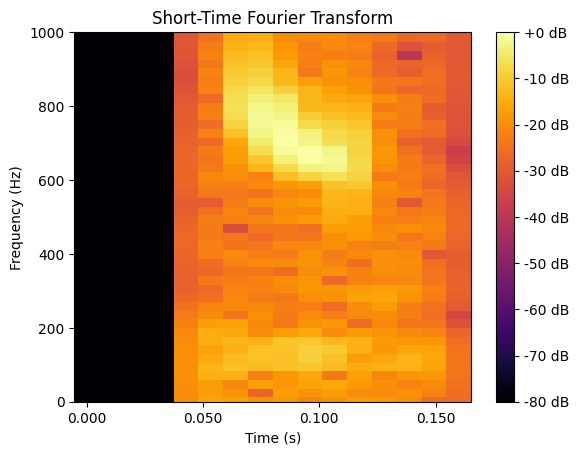 Short-Time Fourier Transform
1000
800
600
400
200
0
Frequency (Hz)
0.000
0.050
0.100
0.150
Time (s)
+0 dB
-10 dB
-20 dB
-30 dB
-40 dB
-50 dB
-60 dB
-70 dB
-80 dB